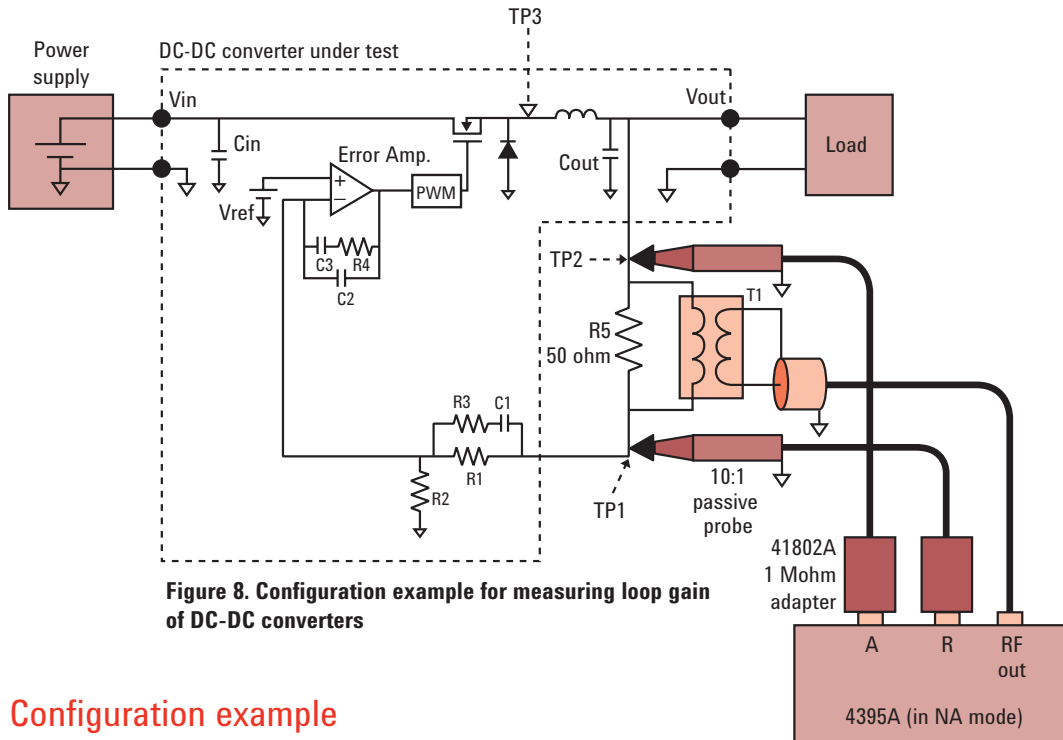 TP3
Power
supply
DC-DC converter under test
Vin
Vout
Cin
Error Amp.
Cout
Load
+
−
PWM
Vref
C3
R4
C2
TP2
T1
R5
50 ohm
R3
C1
R1
R2
TP1
10:1
passive
probe
41802A
1 Mohm
adapter
Figure 8. Configuration example for measuring loop gain
of DC-DC converters
A
R
RF
out
Configuration example
4395A (in NA mode)